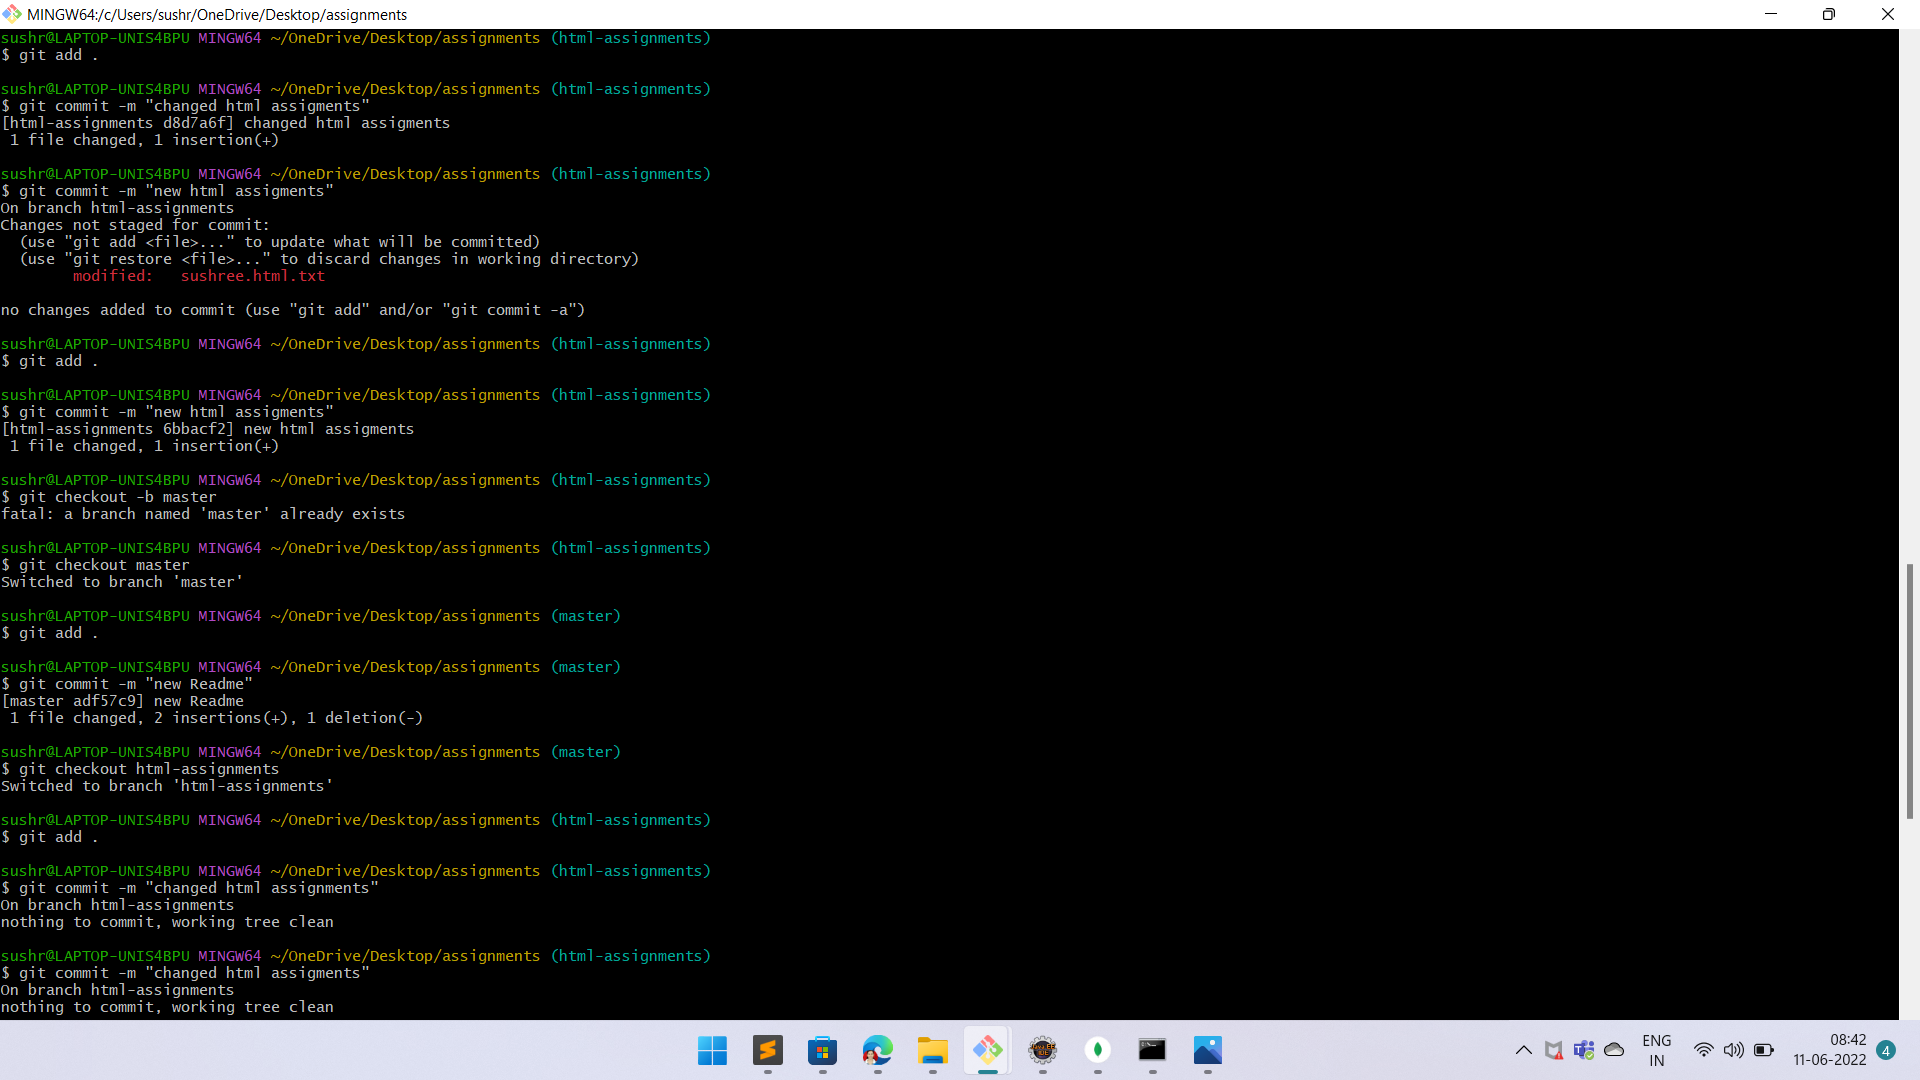 MINGW64:/c/Users/sushr/OneDrive/Desktop/assignments
sushr@LAPTOP-UNIS4BPU MINGW64 ~/OneDrive/Desktop/assignments (html-assignments)
$ git add .
sushr@LAPTOP-UNIS4BPU MINGW64 ~/OneDrive/Desktop/assignments (html-assignments)
$ git commit -m "changed html assigments"
[html-assignments d8d7a6f] changed html assigments
 1 file changed, 1 insertion(+)
sushr@LAPTOP-UNIS4BPU MINGW64 ~/OneDrive/Desktop/assignments (html-assignments)
$ git commit -m "new html assigments"
On branch html-assignments
Changes not staged for commit:
  (use "git add <file>..." to update what will be committed)
  (use "git restore <file>..." to discard changes in working directory)
        modified:   sushree.html.txt
no changes added to commit (use "git add" and/or "git commit -a")
sushr@LAPTOP-UNIS4BPU MINGW64 ~/OneDrive/Desktop/assignments (html-assignments)
$ git add .
sushr@LAPTOP-UNIS4BPU MINGW64 ~/OneDrive/Desktop/assignments (html-assignments)
$ git commit -m "new html assigments"
[html-assignments 6bbacf2] new html assigments
 1 file changed, 1 insertion(+)
sushr@LAPTOP-UNIS4BPU MINGW64 ~/OneDrive/Desktop/assignments (html-assignments)
$ git checkout -b master
fatal: a branch named 'master' already exists
sushr@LAPTOP-UNIS4BPU MINGW64 ~/OneDrive/Desktop/assignments (html-assignments)
$ git checkout master
Switched to branch 'master'
sushr@LAPTOP-UNIS4BPU MINGW64 ~/OneDrive/Desktop/assignments (master)
$ git add .
sushr@LAPTOP-UNIS4BPU MINGW64 ~/OneDrive/Desktop/assignments (master)
$ git commit -m "new Readme"
[master adf57c9] new Readme
 1 file changed, 2 insertions(+), 1 deletion(-)
sushr@LAPTOP-UNIS4BPU MINGW64 ~/OneDrive/Desktop/assignments (master)
$ git checkout html-assignments
Switched to branch 'html-assignments'
sushr@LAPTOP-UNIS4BPU MINGW64 ~/OneDrive/Desktop/assignments (html-assignments)
$ git add .
sushr@LAPTOP-UNIS4BPU MINGW64 ~/OneDrive/Desktop/assignments (html-assignments)
$ git commit -m "changed html assignments"
On branch html-assignments
nothing to commit, working tree clean
sushr@LAPTOP-UNIS4BPU MINGW64 ~/OneDrive/Desktop/assignments (html-assignments)
$ git commit -m "changed html assigments"
On branch html-assignments
nothing to commit, working tree clean
ENG
IN
08:42
11-06-2022
4